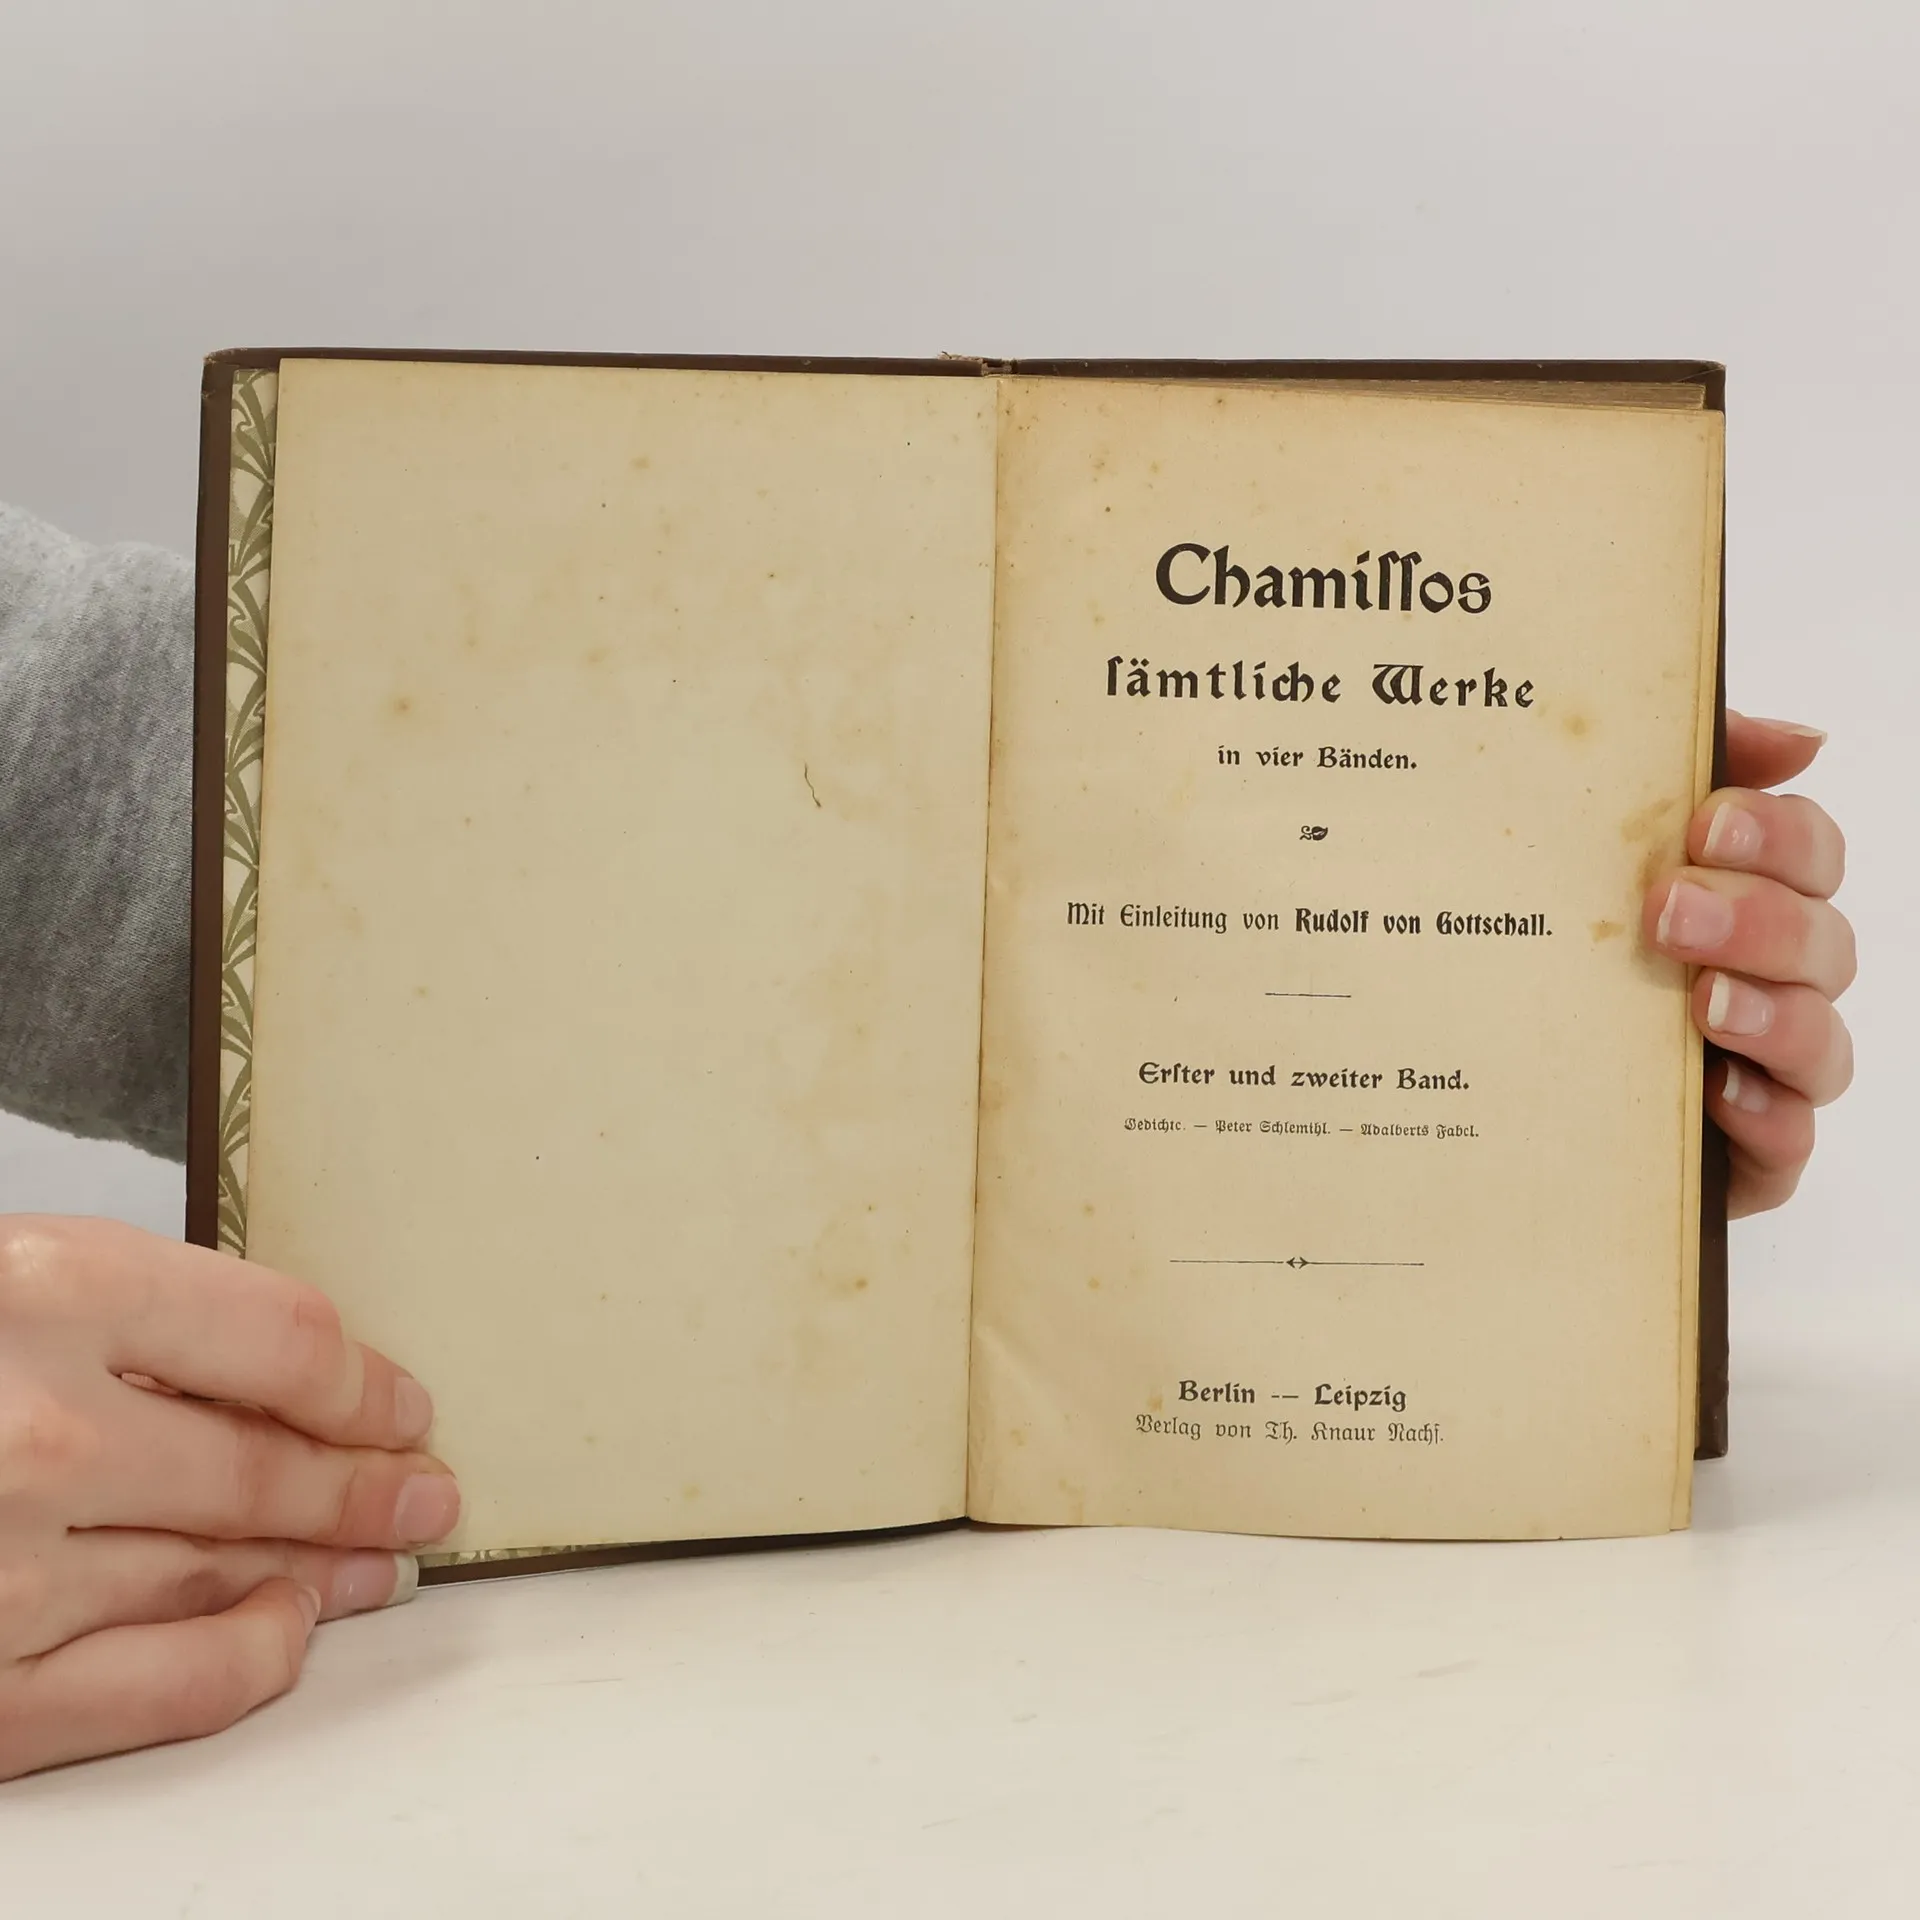 Chamiſſos
ſämtliche Werke
in vier Bänden.
Mit Einleitung von Rudolf von Gottschall.
Erſter und zweiter Band.
Gedichte. — Peter Schlemihl. — Adalberts Fabel.
Berlin -— Leipzig
Verlag von Th. Knaur Nachf.